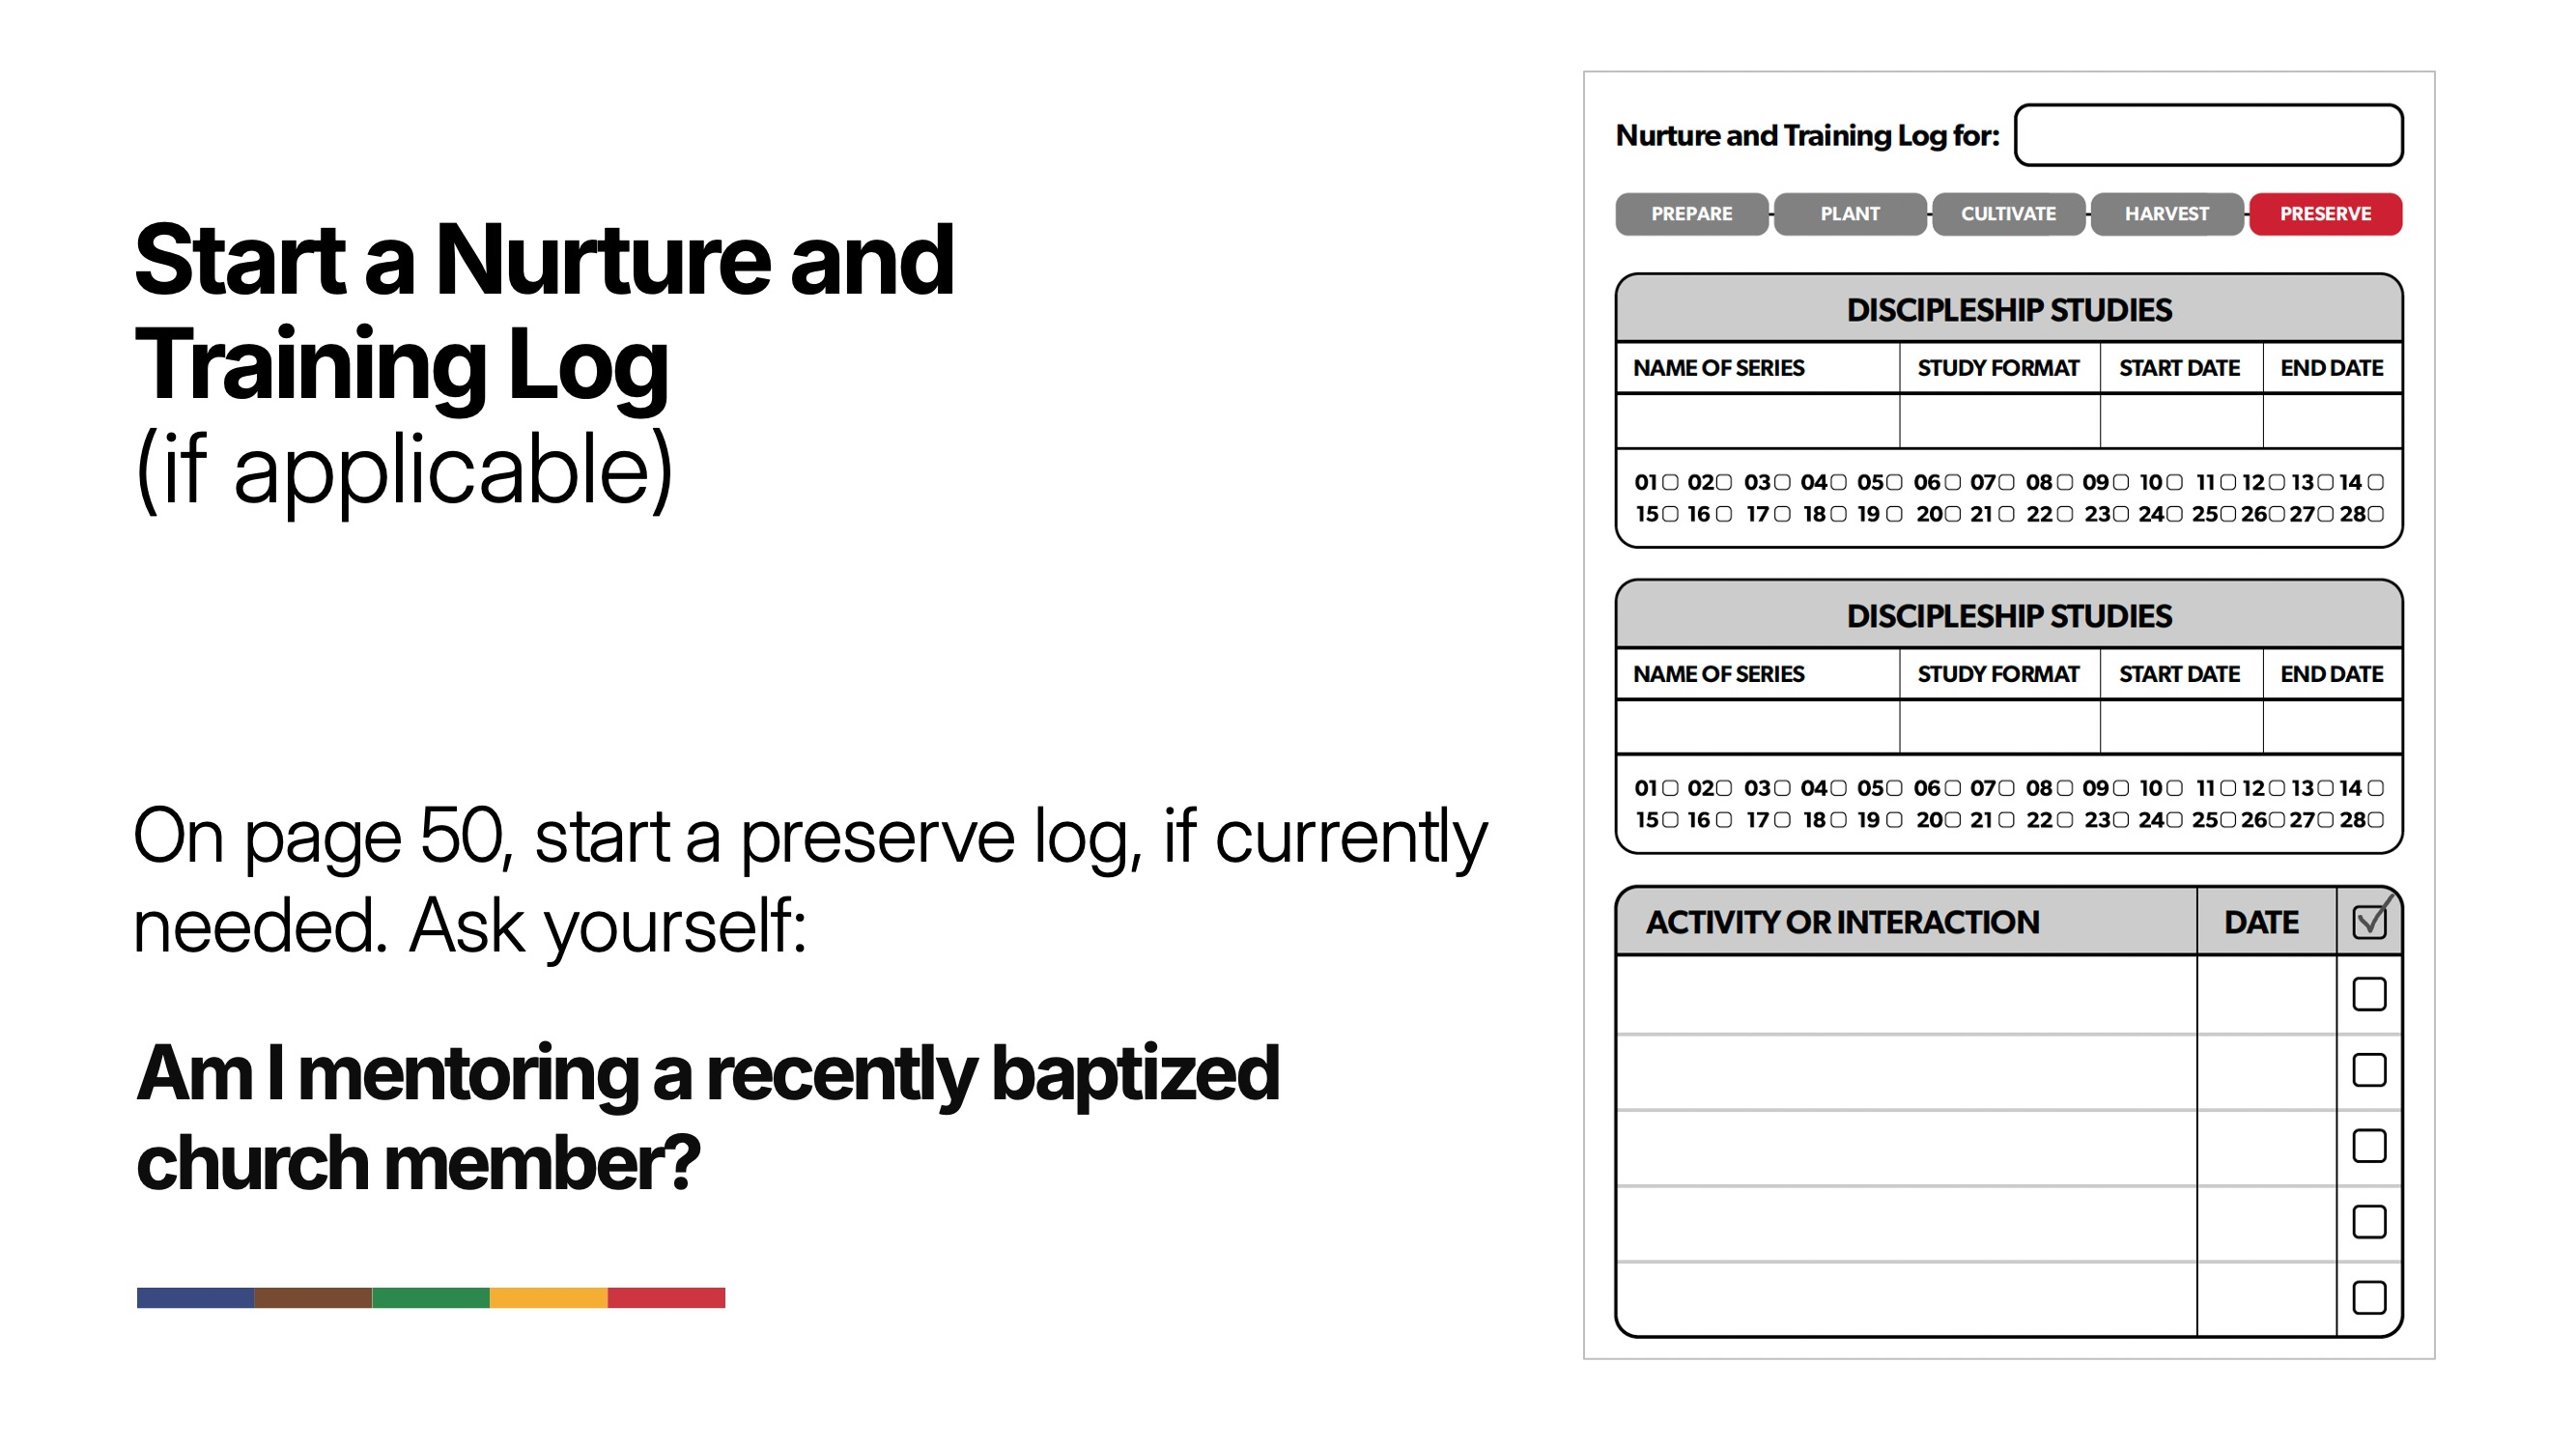 Start a Nurture and
Training Log
(if applicable)
On page 50, start a preserve log, if currently
needed. Ask yourself:
Am I mentoring a recently baptized
church member?
Nurture and Training Log for:
PREPARE PLANT CULTIVATE HARVEST PRESERVE
DISCIPLESHIP STUDIES
NAME OF SERIES STUDY FORMAT START DATE END DATE
01 02 03 04 05 06 07 08 09 10 11 12 13 14
15 16 17 18 19 20 21 22 23 24 25 26 27 28
DISCIPLESHIP STUDIES
NAME OF SERIES STUDY FORMAT START DATE END DATE
01 02 03 04 05 06 07 08 09 10 11 12 13 14
15 16 17 18 19 20 21 22 23 24 25 26 27 28
ACTIVITY OR INTERACTION DATE